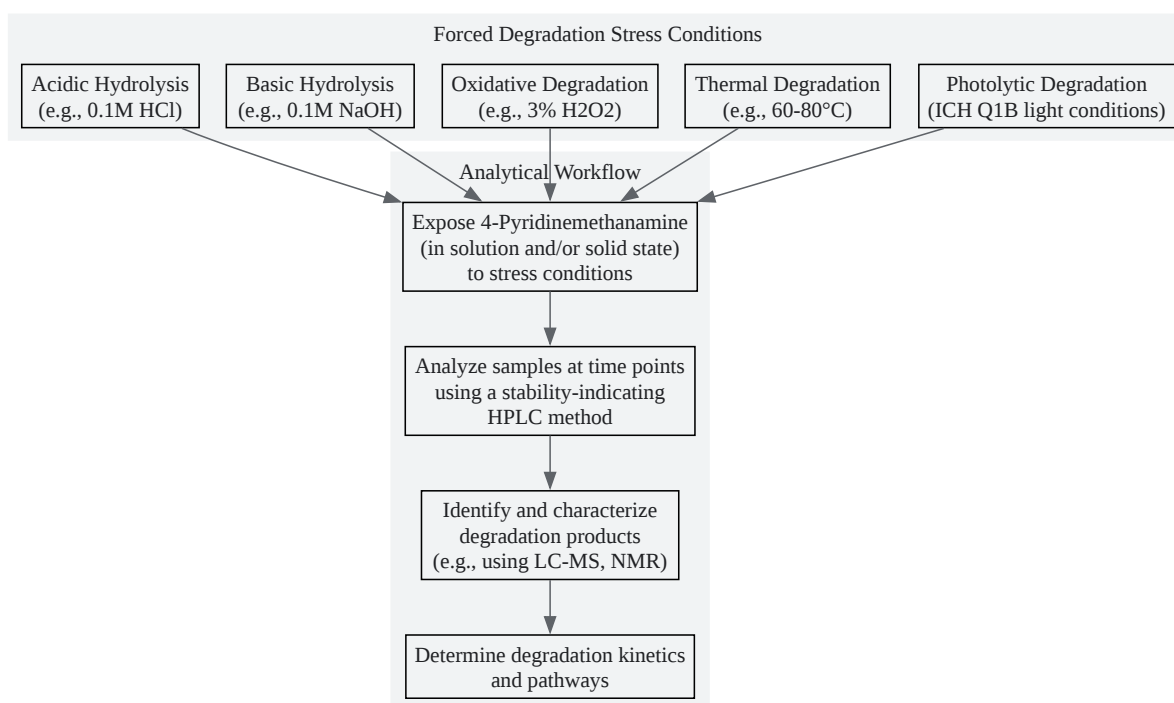 Forced Degradation Stress Conditions
Acidic Hydrolysis
(e.g., 0.1M HCl)
Basic Hydrolysis
(e.g., 0.1M NaOH)
Oxidative Degradation
(e.g., 3% H2O2)
Thermal Degradation
(e.g., 60-80°C)
Photolytic Degradation
(ICH Q1B light conditions)
Analytical Workflow
Expose 4-Pyridinemethanamine
(in solution and/or solid state)
to stress conditions
Analyze samples at time points
using a stability-indicating
HPLC method
Identify and characterize
degradation products
(e.g., using LC-MS, NMR)
Determine degradation kinetics
and pathways